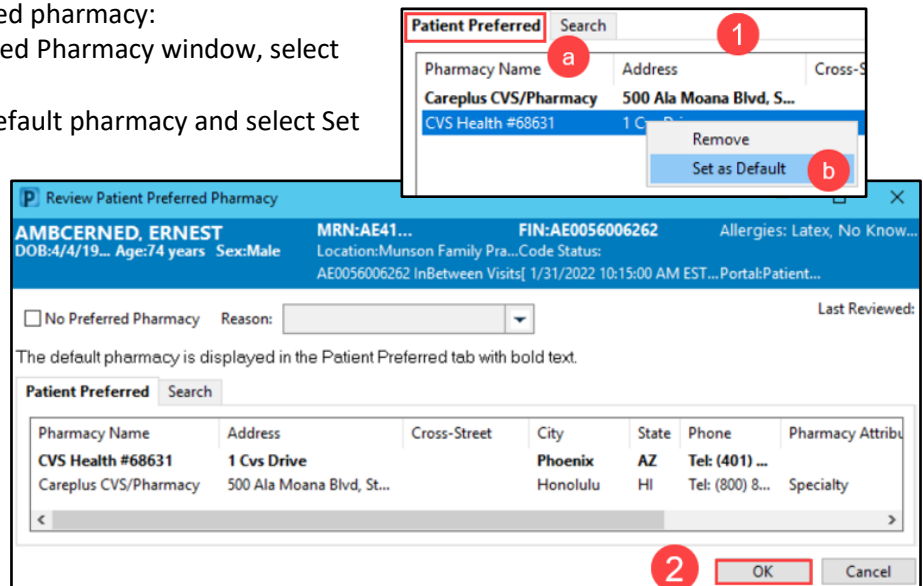 ed pharmacy:
ed Pharmacy window, select
efault pharmacy and select Set
Patient Preferred Search
1
a
Pharmacy Name Address Cross-S
Careplus CVS/Pharmacy 500 Ala Moana Blvd, S...
CVS Health #68631 1 C
Remove
Set as Default b
P Review Patient Preferred Pharmacy
AMBCERNED, ERNEST MRN:AE41... FIN:AE0056006262 Allergies: Latex, No Know...
DOB:4/4/19... Age:74 years Sex:Male Location:Munson Family Pra...Code Status:
AE0056006262 InBetween Visits[ 1/31/2022 10:15:00 AM EST...Portal:Patient...
No Preferred Pharmacy Reason: Last Reviewed:
The default pharmacy is displayed in the Patient Preferred tab with bold text.
Patient Preferred Search
Pharmacy Name Address Cross-Street City State Phone Pharmacy Attribu
CVS Health #68631 1 Cvs Drive Phoenix AZ Tel: (401) ...
Careplus CVS/Pharmacy 500 Ala Moana Blvd, St... Honolulu HI Tel: (800) 8... Specialty
2 OK Cancel